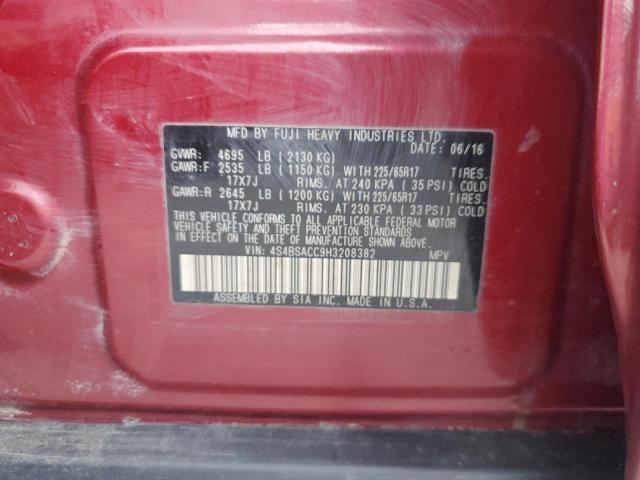 MFD BY FUJI HEAVY INDUSTRIES LTD.
DATE: 06/16
GVWR: 4695 LB ( 2130 KG)
GAWR:F 2535 LB ( 1150 KG) WITH 225/65R17 TIRES.
17X7J RIMS. AT 240 KPA ( 35 PSI) COLD
GAWR:R 2645 LB ( 1200 KG) WITH 225/65R17 TIRES.
17X7J RIMS. AT 230 KPA ( 33 PSI) COLD
THIS VEHICLE CONFORMS TO ALL APPLICABLE FEDERAL MOTOR
VEHICLE SAFETY AND THEFT PREVENTION STANDARDS
IN EFFECT ON THE DATE OF MANUFACTURE SHOWN ABOVE.
VIN: 4S4BSACC9H3208382 MPV
ASSEMBLED BY SIA INC. MADE IN U.S.A.